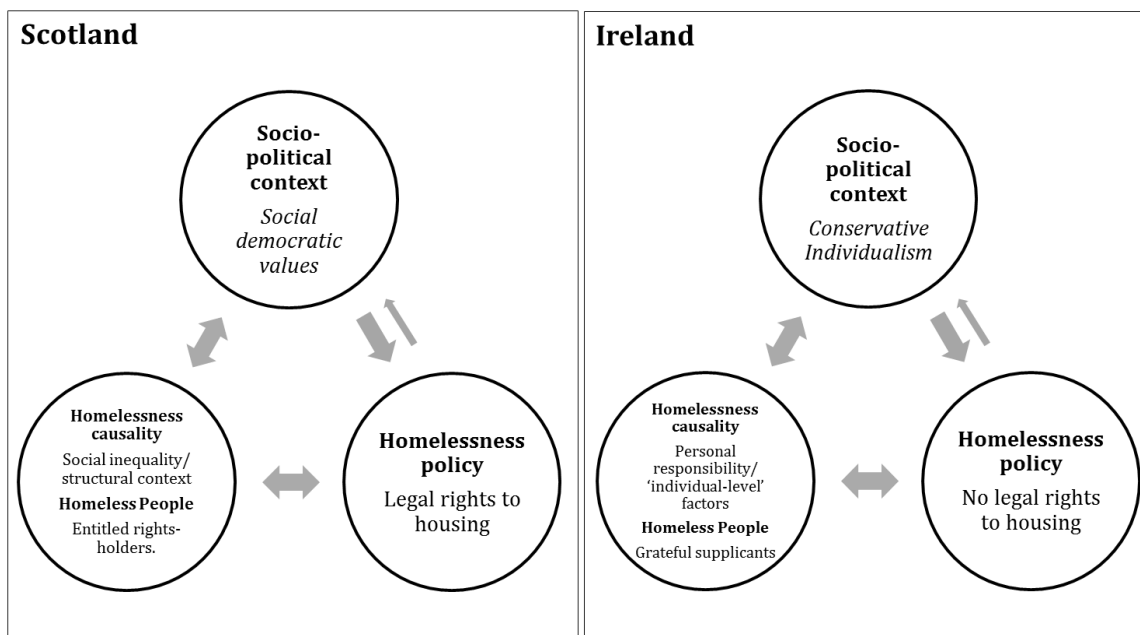 Scotland
Socio-
political
context
Social
democratic
values
Homelessness
causality
Social inequality/
structural context
Homeless People
Entitled rights-
holders.
Homelessness
policy
Legal rights to
housing
Ireland
Socio-
political
context
Conservative
Individualism
Homelessness
causality
Personal
responsibility/
‘individual-level’
factors
Homeless People
Grateful supplicants
Homelessness
policy
No legal rights
to housing